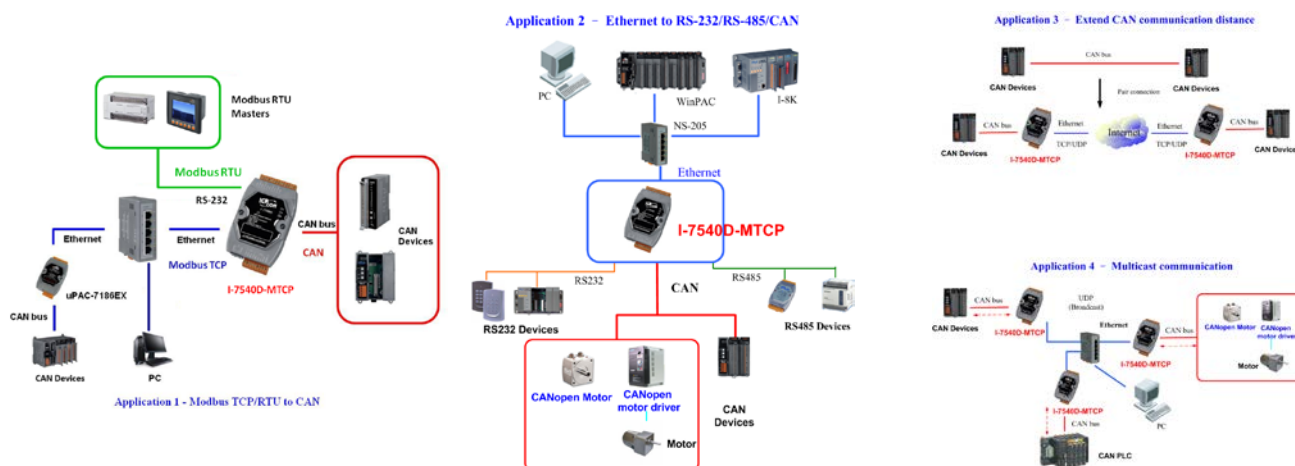 Modbus RTU
Masters
Modbus RTU
RS-232
Ethernet
Ethernet
Modbus TCP
CAN bus
CAN
CAN
Devices
I-7540D-MTCP
uPAC-7186EX
CAN bus
CAN Devices
PC
Application 1 - Modbus TCP/RTU to CAN
Application 2 – Ethernet to RS-232/RS-485/CAN
PC
WinPAC
I-8K
NS-205
Ethernet
I-7540D-MTCP
RS232
CAN
RS485
RS232 Devices
RS485 Devices
CANopen Motor
CANopen
motor driver
Motor
CAN
Devices
Application 3 – Extend CAN communication distance
CAN bus
CAN Devices
CAN Devices
Pair connection
CAN bus
Ethernet
Internet
Ethernet
CAN bus
TCP/UDP
TCP/UDP
CAN Devices
I-7540D-MTCP
I-7540D-MTCP
CAN Devices
Application 4 – Multicast communication
CAN bus
UDP
(Broadcast)
CAN Devices
I-7540D-MTCP
Ethernet
CAN bus
CANopen Motor
CANopen
motor driver
Motor
I-7540D-MTCP
I-7540D-MTCP
CAN bus
PC
CAN PLC